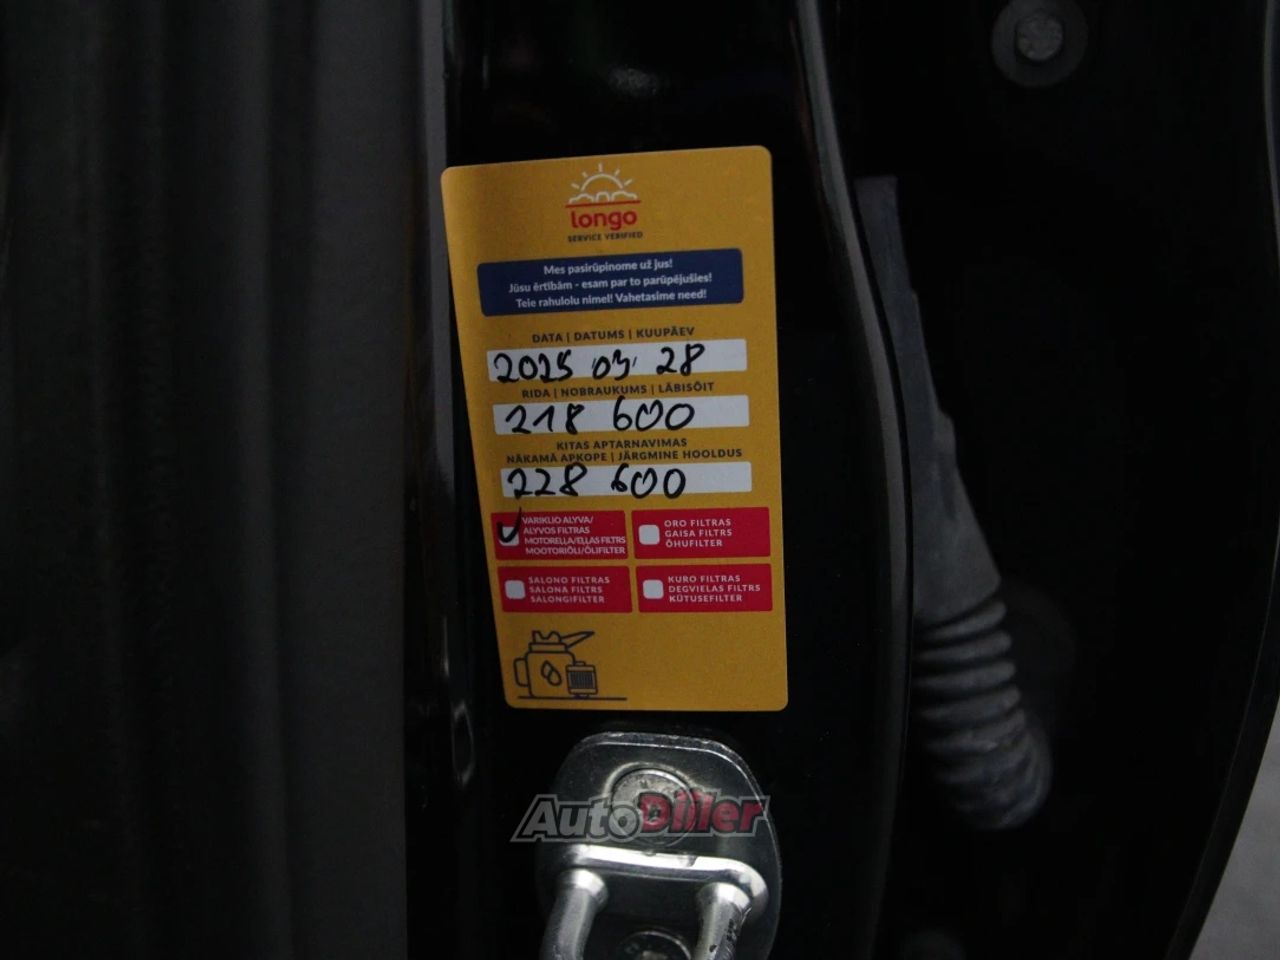 longo
SERVICE VERIFIED
Mes pasirūpinome už jus!
Jūsu ērtībām - esam par to parūpējušies!
Teie rahulolu nimel! Vahetasime need!
DATA | DATUMS | KUUPÄEV
2025 03 28
RIDA | NOBRAUKUMS | LÄBISÕIT
218 600
KITAS APTARNAVIMAS
NĀKAMĀ APKOPE | JÄRGMINE HOOLDUS
228 600
VARIKLIO ALYVA/
ALYVOS FILTRAS
MOTOREĻĻA/EĻĻAS FILTRS
MOOTORIÕLI/ÕLIFILTER
ORO FILTRAS
GAISA FILTRS
ÕHUFILTER
SALONO FILTRAS
SALONA FILTRS
SALONGIFILTER
KURO FILTRAS
DEGVIELAS FILTRS
KÜTUSEFILTER
AutoDiler